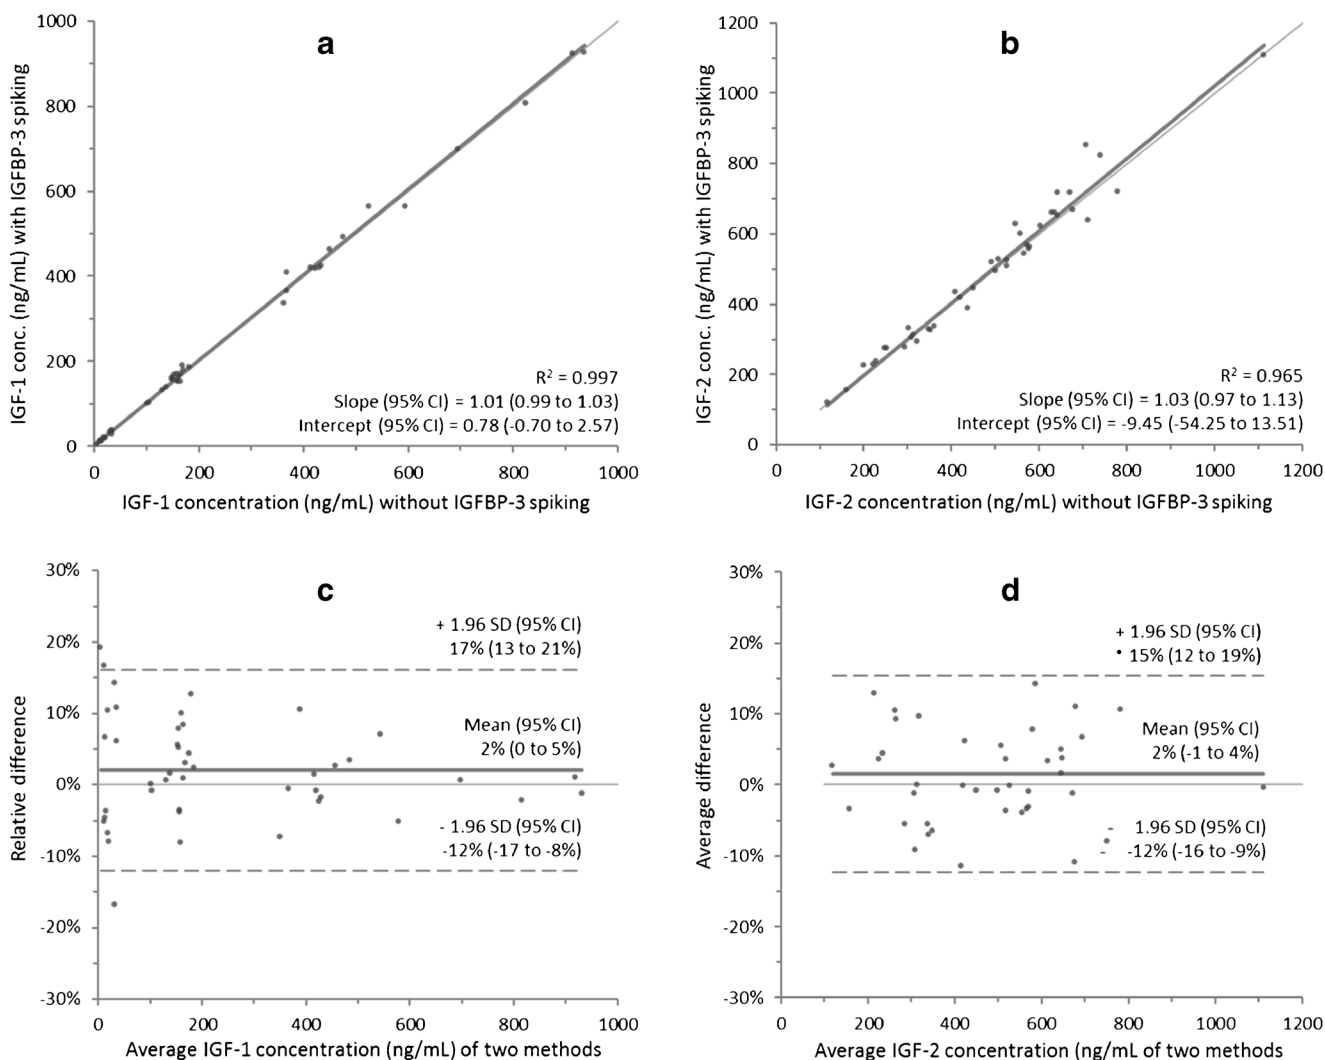 a
1000
800
600
400
200
0
0 200 400 600 800 1000
IGF-1 conc. (ng/mL) with IGFBP-3 spiking
R² = 0.997
Slope (95% CI) = 1.01 (0.99 to 1.03)
Intercept (95% CI) = 0.78 (-0.70 to 2.57)
IGF-1 concentration (ng/mL) without IGFBP-3 spiking
b
1200
1000
800
600
400
200
0
0 200 400 600 800 1000 1200
IGF-2 conc. (ng/mL) with IGFBP-3 spiking
R² = 0.965
Slope (95% CI) = 1.03 (0.97 to 1.13)
Intercept (95% CI) = -9.45 (-54.25 to 13.51)
IGF-2 concentration (ng/mL) without IGFBP-3 spiking
c
30%
20%
10%
0%
-10%
-20%
-30%
0 200 400 600 800 1000
Relative difference
+ 1.96 SD (95% CI)
17% (13 to 21%)
Mean (95% CI)
2% (0 to 5%)
- 1.96 SD (95% CI)
-12% (-17 to -8%)
Average IGF-1 concentration (ng/mL) of two methods
d
30%
20%
10%
0%
-10%
-20%
-30%
0 200 400 600 800 1000 1200
Average difference
+ 1.96 SD (95% CI)
15% (12 to 19%)
Mean (95% CI)
2% (-1 to 4%)
- 1.96 SD (95% CI)
- -12% (-16 to -9%)
Average IGF-2 concentration (ng/mL of two methods